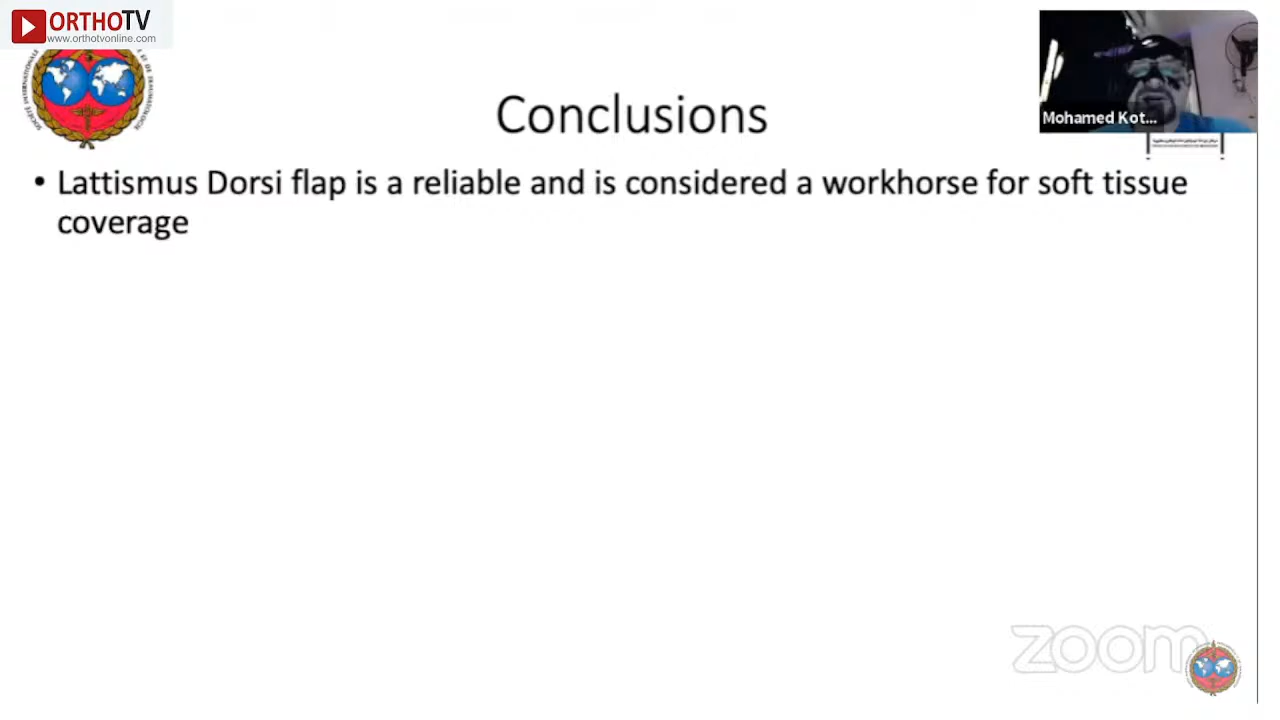 ORTHOTV
www.orthotvonline.com
Conclusions
Mohamed Kot...
• Lattismus Dorsi flap is a reliable and is considered a workhorse for soft tissue
coverage
zoom